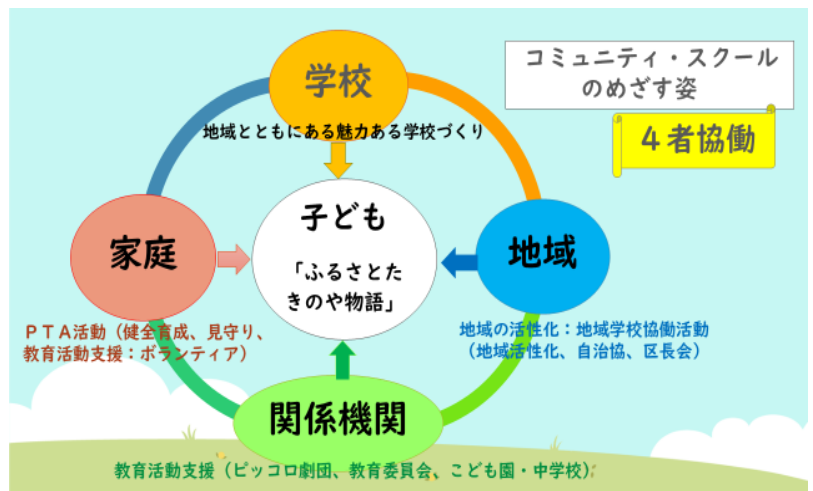 コミュニティ・スクール
のめざす姿
4者協働
学校
地域とともにある魅力ある学校づくり
子ども
「ふるさとた
きのや物語」
家庭
PTA活動（健全育成、見守り、
教育活動支援：ボランティア）
地域
地域の活性化：地域学校協働活動
（地域活性化、自治協、区長会）
関係機関
教育活動支援（ピッコロ劇団、教育委員会、こども園・中学校）